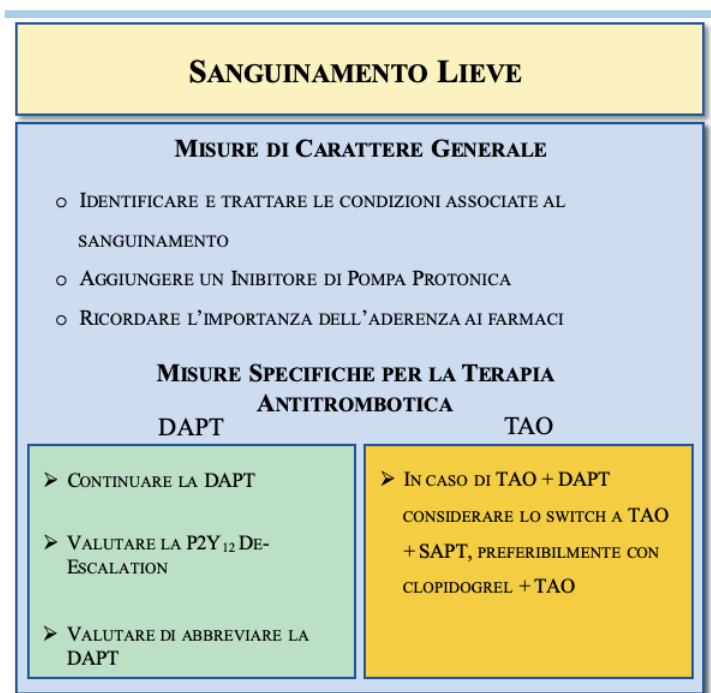 SANGUINAMENTO LIEVE
MISURE DI CARATTERE GENERALE
o IDENTIFICARE E TRATTARE LE CONDIZIONI ASSOCIATE AL
SANGUINAMENTO
o AGGIUNGERE UN INIBITORE DI POMPA PROTONICA
o RICORDARE L'IMPORTANZA DELL'ADERENZA AI FARMACI
MISURE SPECIFICHE PER LA TERAPIA
ANTITROMBOTICA
DAPT
➢ CONTINUARE LA DAPT
➢ VALUTARE LA P2Y₁₂ DE-
ESCALATION
➢ VALUTARE DI ABBREVIARE LA
DAPT
TAO
➢ IN CASO DI TAO + DAPT
CONSIDERARE LO SWITCH A TAO
+ SAPT, PREFERIBILMENTE CON
CLOPIDOGREL + TAO